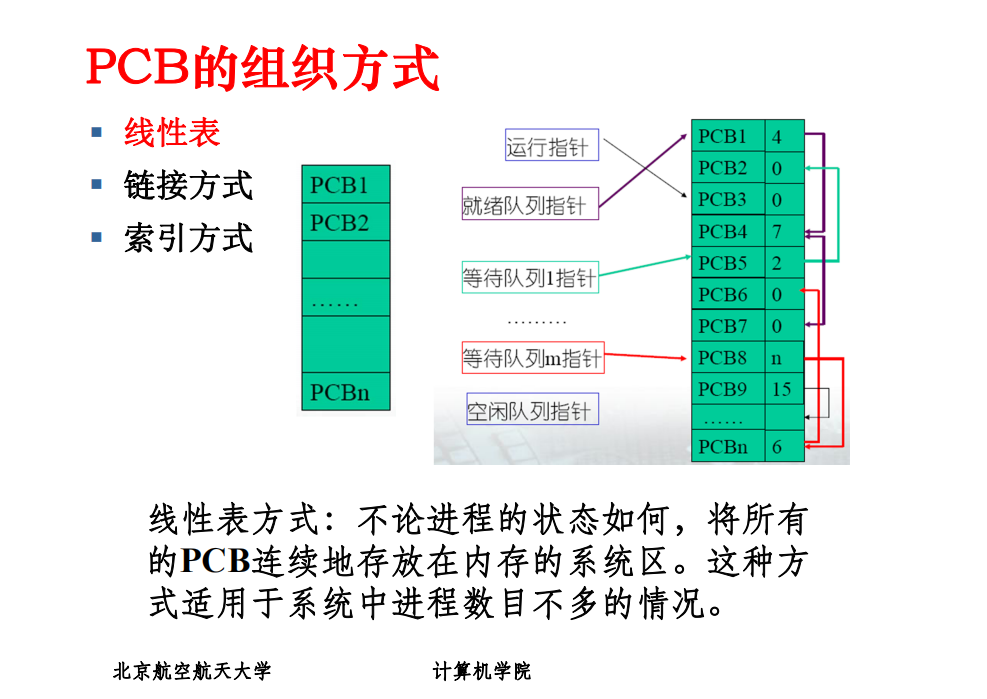 PCB的组织方式
线性表
链接方式
索引方式
PCB1
PCB2
……
PCBn
运行指针
就绪队列指针
等待队列1指针
………
等待队列m指针
空闲队列指针
PCB1 4
PCB2 0
PCB3 0
PCB4 7
PCB5 2
PCB6 0
PCB7 0
PCB8 n
PCB9 15
……
PCBn 6
线性表方式：不论进程的状态如何，将所有
的PCB连续地存放在内存的系统区。这种方
式适用于系统中进程数目不多的情况。
北京航空航天大学 计算机学院